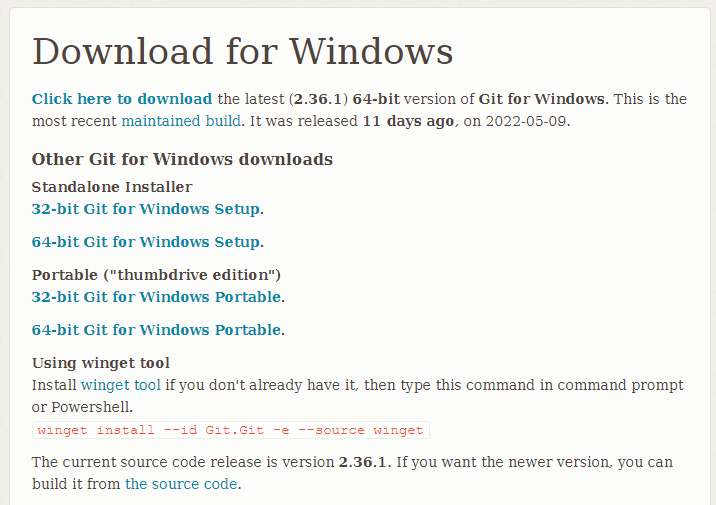 Download for Windows
Click here to download the latest (2.36.1) 64-bit version of Git for Windows. This is the
most recent maintained build. It was released 11 days ago, on 2022-05-09.
Other Git for Windows downloads
Standalone Installer
32-bit Git for Windows Setup.
64-bit Git for Windows Setup.
Portable ("thumbdrive edition")
32-bit Git for Windows Portable.
64-bit Git for Windows Portable.
Using winget tool
Install winget tool if you don't already have it, then type this command in command prompt
or Powershell.
winget install --id Git.Git -e --source winget
The current source code release is version 2.36.1. If you want the newer version, you can
build it from the source code.